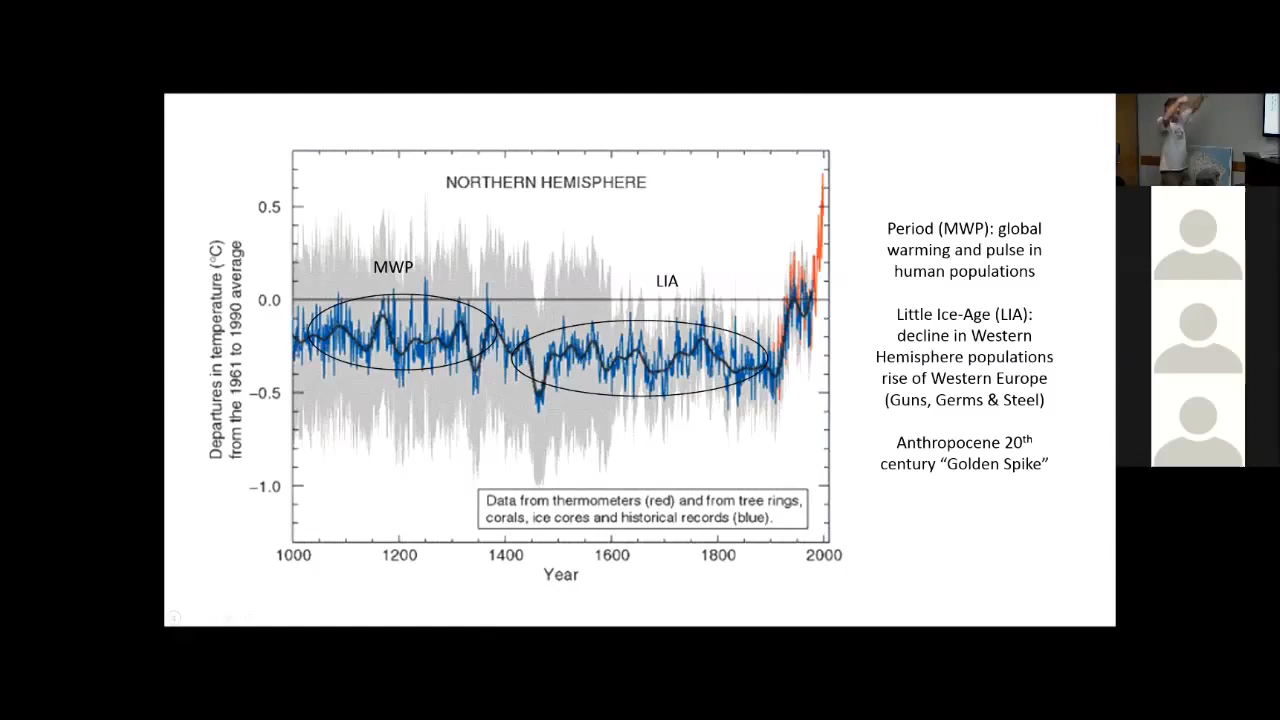 NORTHERN HEMISPHERE
Departures in temperature (°C)
from the 1961 to 1990 average
0.5
0.0
−0.5
−1.0
MWP
LIA
Data from thermometers (red) and from tree rings,
corals, ice cores and historical records (blue).
1000 1200 1400 1600 1800 2000
Year
Period (MWP): global
warming and pulse in
human populations
Little Ice-Age (LIA):
decline in Western
Hemisphere populations
rise of Western Europe
(Guns, Germs & Steel)
Anthropocene 20th
century “Golden Spike”